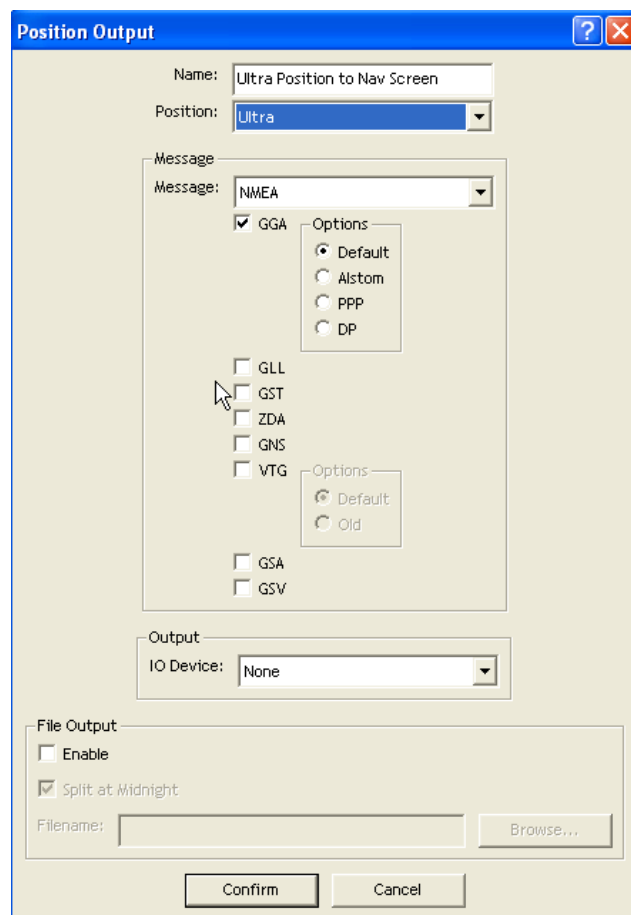 Position Output
Name: Ultra Position to Nav Screen
Position: Ultra
Message
Message: NMEA
GGA
Options
Default
Alstom
PPP
DP
GLL
GST
ZDA
GNS
VTG
Options
Default
Old
GSA
GSV
Output
IO Device: None
File Output
Enable
Split at Midnight
Filename:
Browse...
Confirm
Cancel